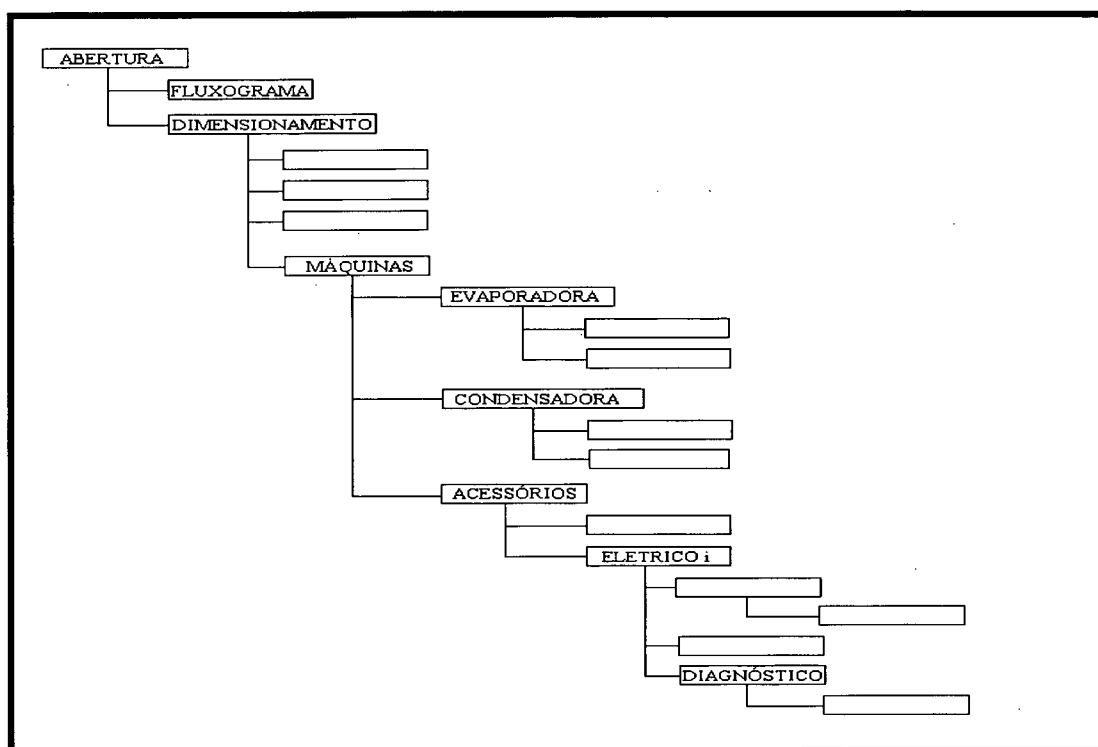 ABERTURA
FLUXOGRAMA
DIMENSIONAMENTO
MÁQUINAS
EVAPORADORA
CONDENSADORA
ACESSÓRIOS
ELETRICO i
DIAGNÓSTICO